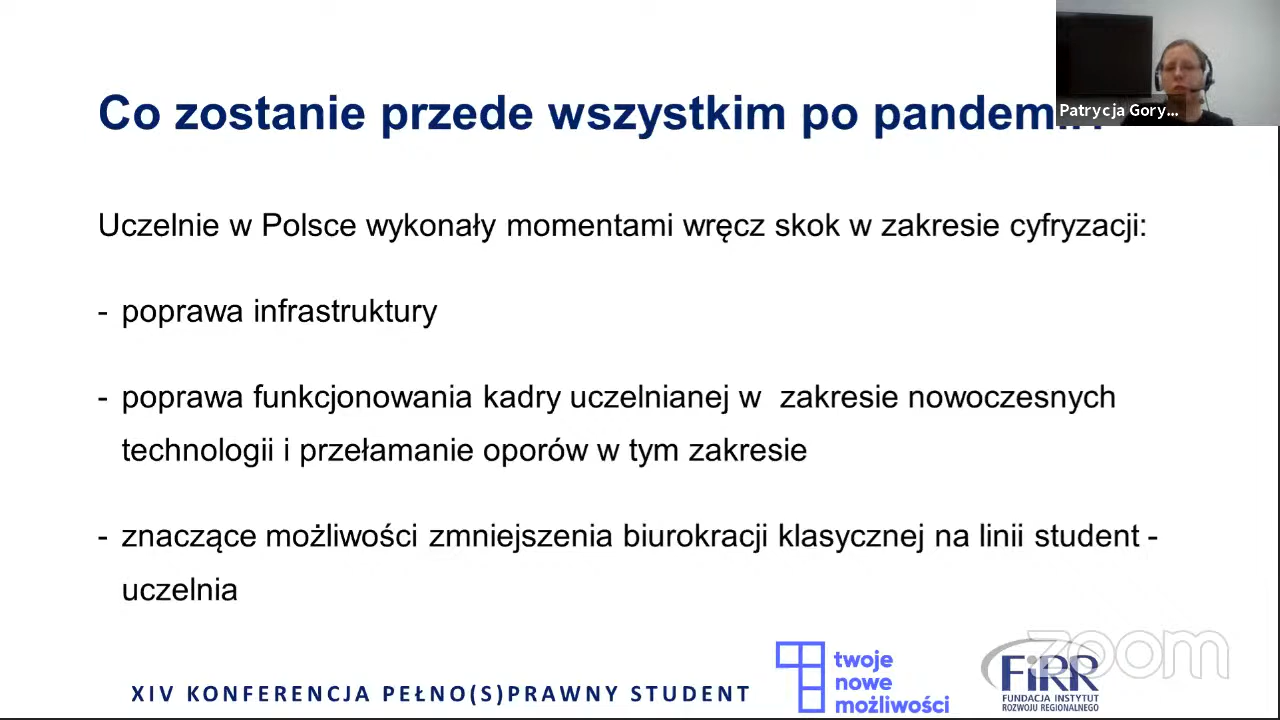 Co zostanie przede wszystkim po
Patrycja Gory...
Uczelnie w Polsce wykonały momentami wręcz skok w zakresie cyfryzacji:
- poprawa infrastruktury
- poprawa funkcjonowania kadry uczelnianej w zakresie nowoczesnych
technologii i przełamanie oporów w tym zakresie
- znaczące możliwości zmniejszenia biurokracji klasycznej na linii student -
uczelnia
XIV KONFERENCJA PEŁNO(S)PRAWNY STUDENT
twoje
nowe
możliwości
FiRR
FUNDACJA INSTYTUT
ROZWOJU REGIONALNEGO
zoom